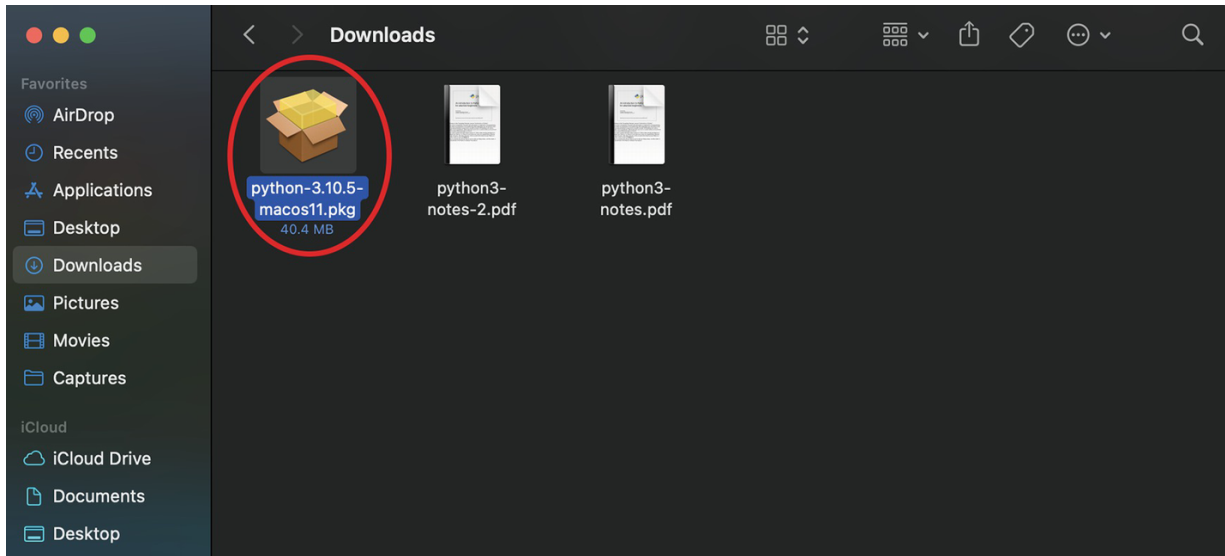 Downloads
Favorites
AirDrop
Recents
Applications
Desktop
Downloads
Pictures
Movies
Captures
iCloud
iCloud Drive
Documents
Desktop
python-3.10.5-
macos11.pkg
40.4 MB
python3-
notes-2.pdf
python3-
notes.pdf